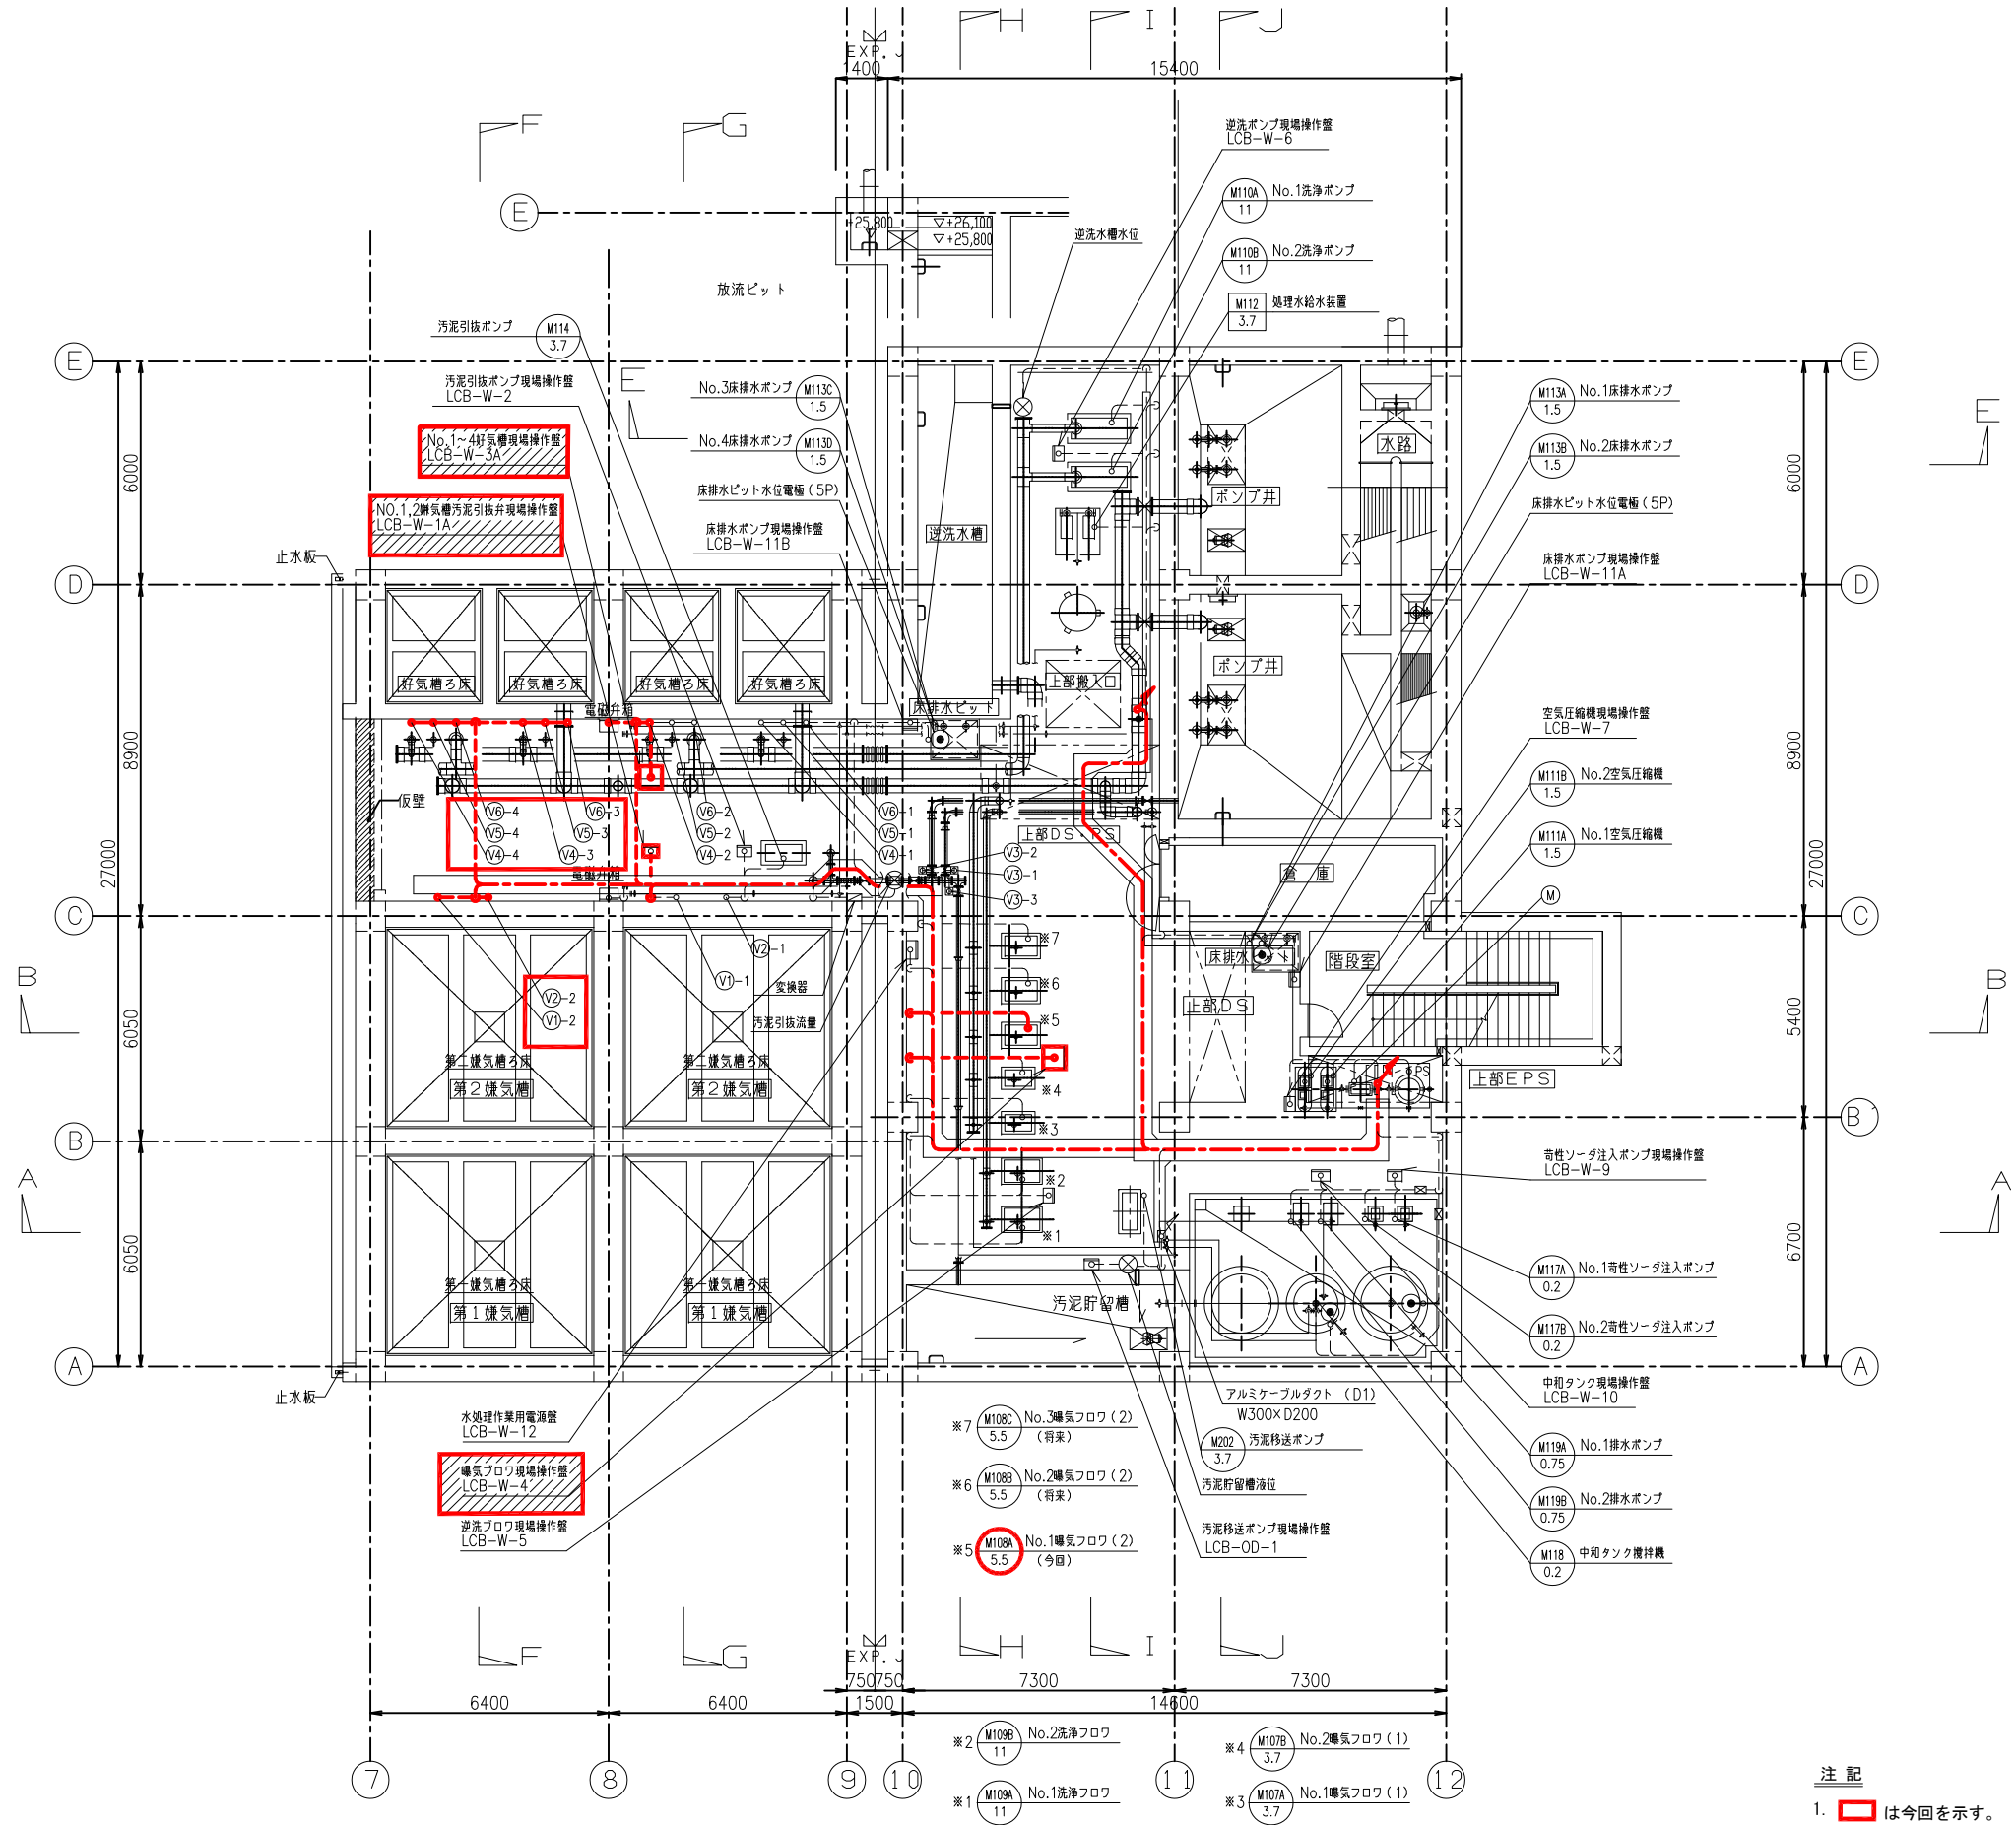 H
I
J
EXP. J
1400
15400
F
G
逆洗ポンプ現場操作盤
LCB-W-6
M110A
11
No.1洗浄ポンプ
E
+25,800
▽+26,100
▽+25,800
逆洗水槽水位
M110B
11
No.2洗浄ポンプ
放流ピット
M112
3.7
処理水給水装置
汚泥引抜ポンプ
M114
3.7
E
E
汚泥引抜ポンプ現場操作盤
LCB-W-2
E
No.3床排水ポンプ
M113C
1.5
M113A
1.5
No.1床排水ポンプ
E
No.1~4好気槽現場操作盤
LCB-W-3A
No.4床排水ポンプ
M113D
1.5
水路
M113B
1.5
No.2床排水ポンプ
6000
6000
床排水ピット水位電極(5P)
ポンプ井
床排水ピット水位電極(5P)
NO.1,2嫌気槽汚泥引抜弁現場操作盤
LCB-W-1A
床排水ポンプ現場操作盤
LCB-W-11B
逆洗水槽
止水板
床排水ポンプ現場操作盤
LCB-W-11A
D
D
好気槽ろ床
好気槽ろ床
好気槽ろ床
好気槽ろ床
上部搬入口
ポンプ井
電磁弁箱
床排水ピット
空気圧縮機現場操作盤
LCB-W-7
8900
8900
M111B
1.5
No.2空気圧縮機
仮壁
V6-4
V6-3
V6-2
V6-1
V5-4
V5-3
V5-2
V5-1
V4-4
V4-3
V4-2
V4-1
上部DS・PS
M111A
1.5
No.1空気圧縮機
27000
27000
V3-2
V3-1
V3-3
電磁弁箱
倉庫
M
C
C
※7
V2-1
床排水
階段室
B
V1-1
変換器
※6
上部DS
B
V2-2
V1-2
汚泥引抜流量
※5
6050
5400
第二嫌気槽ろ床
第二嫌気槽ろ床
第2嫌気槽
第2嫌気槽
※4
PS
上部EPS
※3
B
B'
苛性ソーダ注入ポンプ現場操作盤
LCB-W-9
A
※2
A
※1
6050
6700
第一嫌気槽ろ床
第一嫌気槽ろ床
第1嫌気槽
第1嫌気槽
汚泥貯留槽
M117A
0.2
No.1苛性ソーダ注入ポンプ
M117B
0.2
No.2苛性ソーダ注入ポンプ
A
A
止水板
アルミケーブルダクト (D1)
W300×D200
中和タンク現場操作盤
LCB-W-10
水処理作業用電源盤
LCB-W-12
※7
M108C
5.5
No.3曝気ブロワ(2)
(将来)
M202
3.7
汚泥移送ポンプ
M119A
0.75
No.1排水ポンプ
曝気ブロワ現場操作盤
LCB-W-4
※6
M108B
5.5
No.2曝気ブロワ(2)
(将来)
汚泥貯留槽液位
M119B
0.75
No.2排水ポンプ
逆洗ブロワ現場操作盤
LCB-W-5
※5
M108A
5.5
No.1曝気ブロワ(2)
(今回)
汚泥移送ポンプ現場操作盤
LCB-OD-1
M118
0.2
中和タンク撹拌機
F
G
EXP. J
H
I
J
750
750
7300
7300
6400
6400
1500
14600
※2
M109B
11
No.2洗浄ブロワ
※4
M107B
3.7
No.2曝気ブロワ(1)
7
8
9
10
11
12
※1
M109A
11
No.1洗浄ブロワ
※3
M107A
3.7
No.1曝気ブロワ(1)
注 記
1.
は今回を示す。